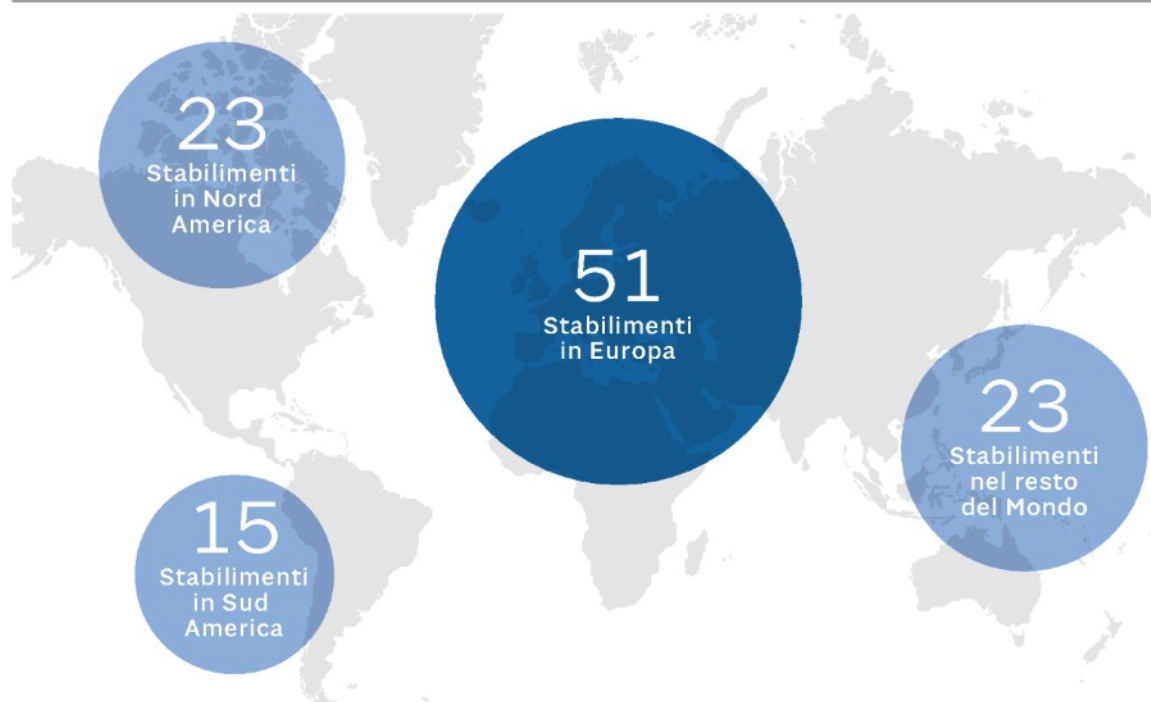 23
Stabilimenti
in Nord
America
51
Stabilimenti
in Europa
23
Stabilimenti
nel resto
del Mondo
15
Stabilimenti
in Sud
America